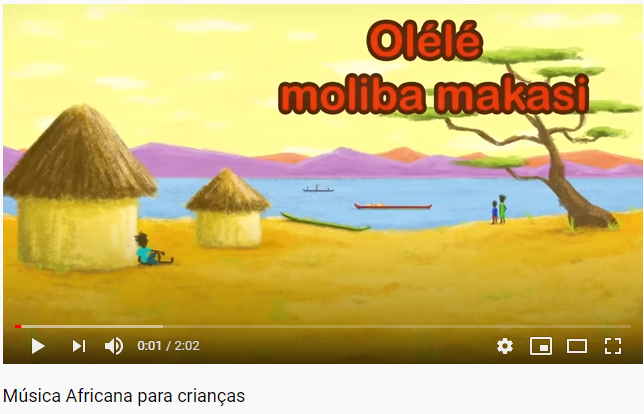 Olélé
moliba makasi
0:01 / 2:02
Música Africana para crianças